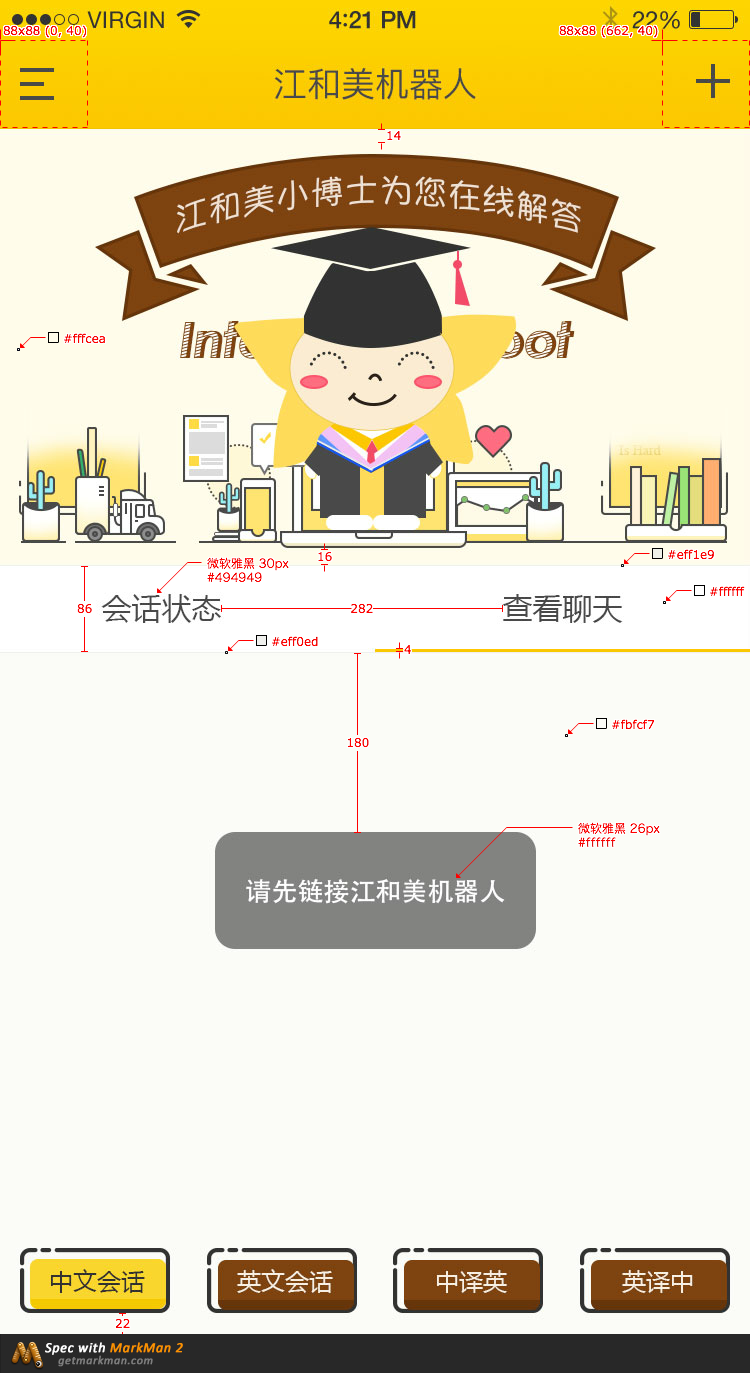 VIRGIN 4:21 PM 22%
88x88 (0, 40) 88x88 (662, 40)
江和美机器人
14
江和美小博士为您在线解答
#fffcea
Is Hard
16
微软雅黑 30px
#494949
#eff1e9
#ffffff
86 会话状态 282 查看聊天
#eff0ed
4
180
#fbfcf7
微软雅黑 26px
#ffffff
请先链接江和美机器人
中文会话 英文会话 中译英 英译中
22
Spec with MarkMan 2
getmarkman.com